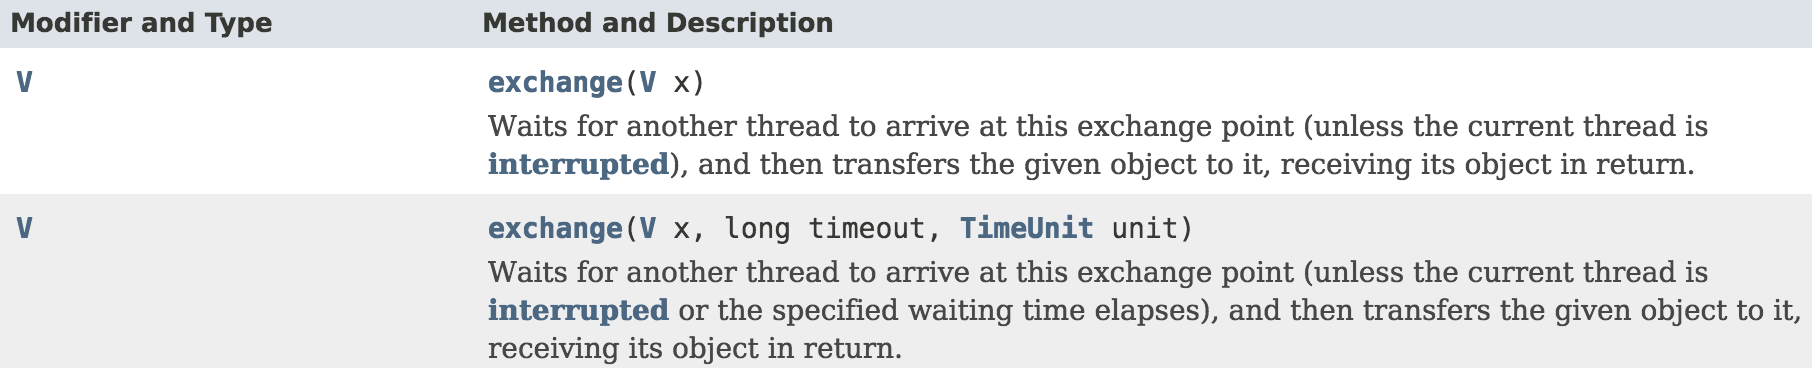 Modifier and Type Method and Description
V exchange(V x)
Waits for another thread to arrive at this exchange point (unless the current thread is
interrupted), and then transfers the given object to it, receiving its object in return.
V exchange(V x, long timeout, TimeUnit unit)
Waits for another thread to arrive at this exchange point (unless the current thread is
interrupted or the specified waiting time elapses), and then transfers the given object to it,
receiving its object in return.